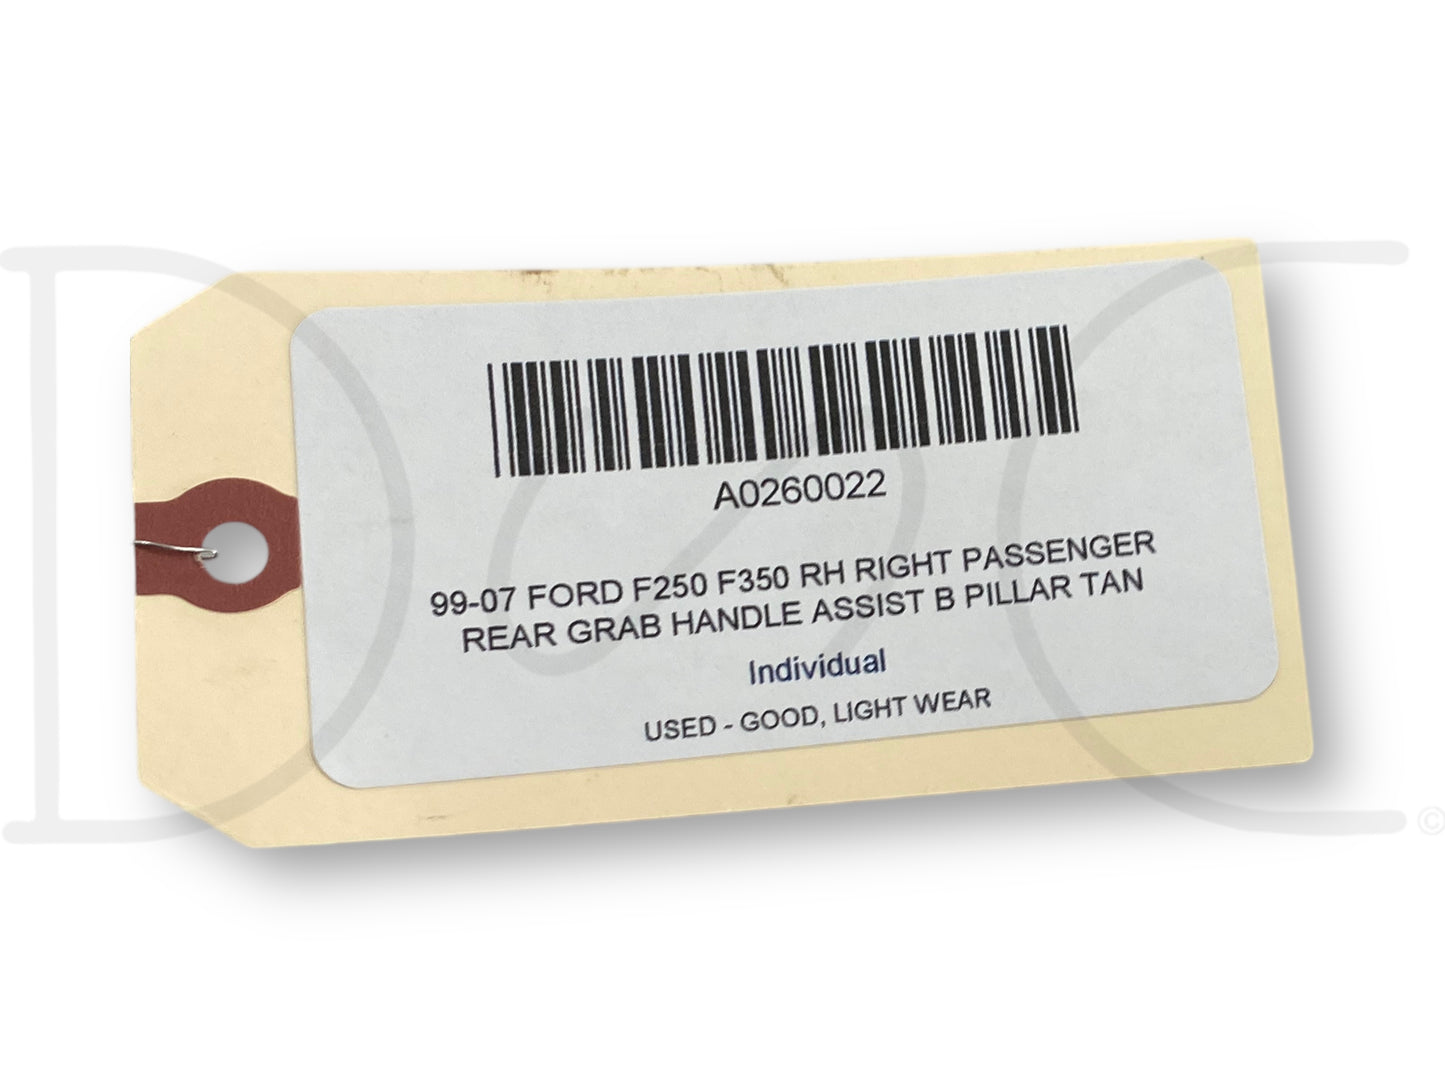 A0260022
99-07 FORD F250 F350 RH RIGHT PASSENGER
REAR GRAB HANDLE ASSIST B PILLAR TAN
Individual
USED - GOOD, LIGHT WEAR
D2C
©